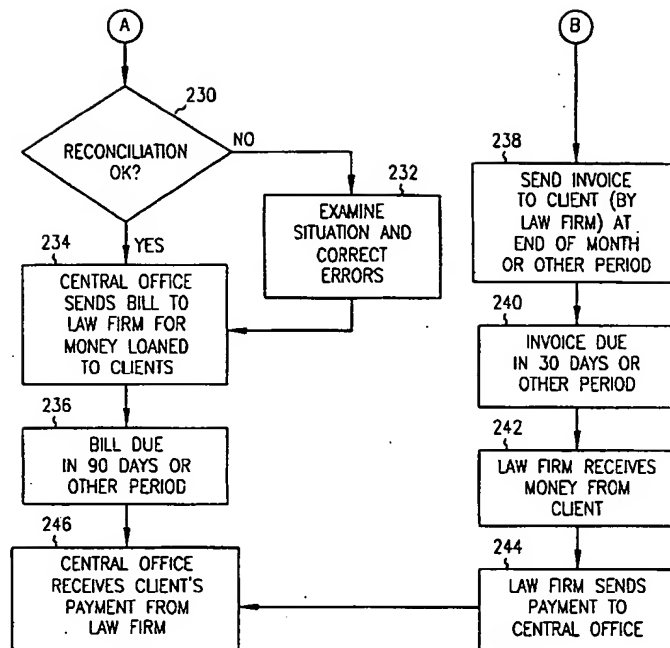 A
230
RECONCILIATION
OK?
NO
YES
232
EXAMINE
SITUATION AND
CORRECT
ERRORS
234
CENTRAL OFFICE
SENDS BILL TO
LAW FIRM FOR
MONEY LOANED
TO CLIENTS
236
BILL DUE
IN 90 DAYS OR
OTHER PERIOD
246
CENTRAL OFFICE
RECEIVES CLIENT'S
PAYMENT FROM
LAW FIRM
B
238
SEND INVOICE
TO CLIENT (BY
LAW FIRM) AT
END OF MONTH
OR OTHER PERIOD
240
INVOICE DUE
IN 30 DAYS OR
OTHER PERIOD
242
LAW FIRM RECEIVES
MONEY FROM
CLIENT
244
LAW FIRM SENDS
PAYMENT TO
CENTRAL OFFICE